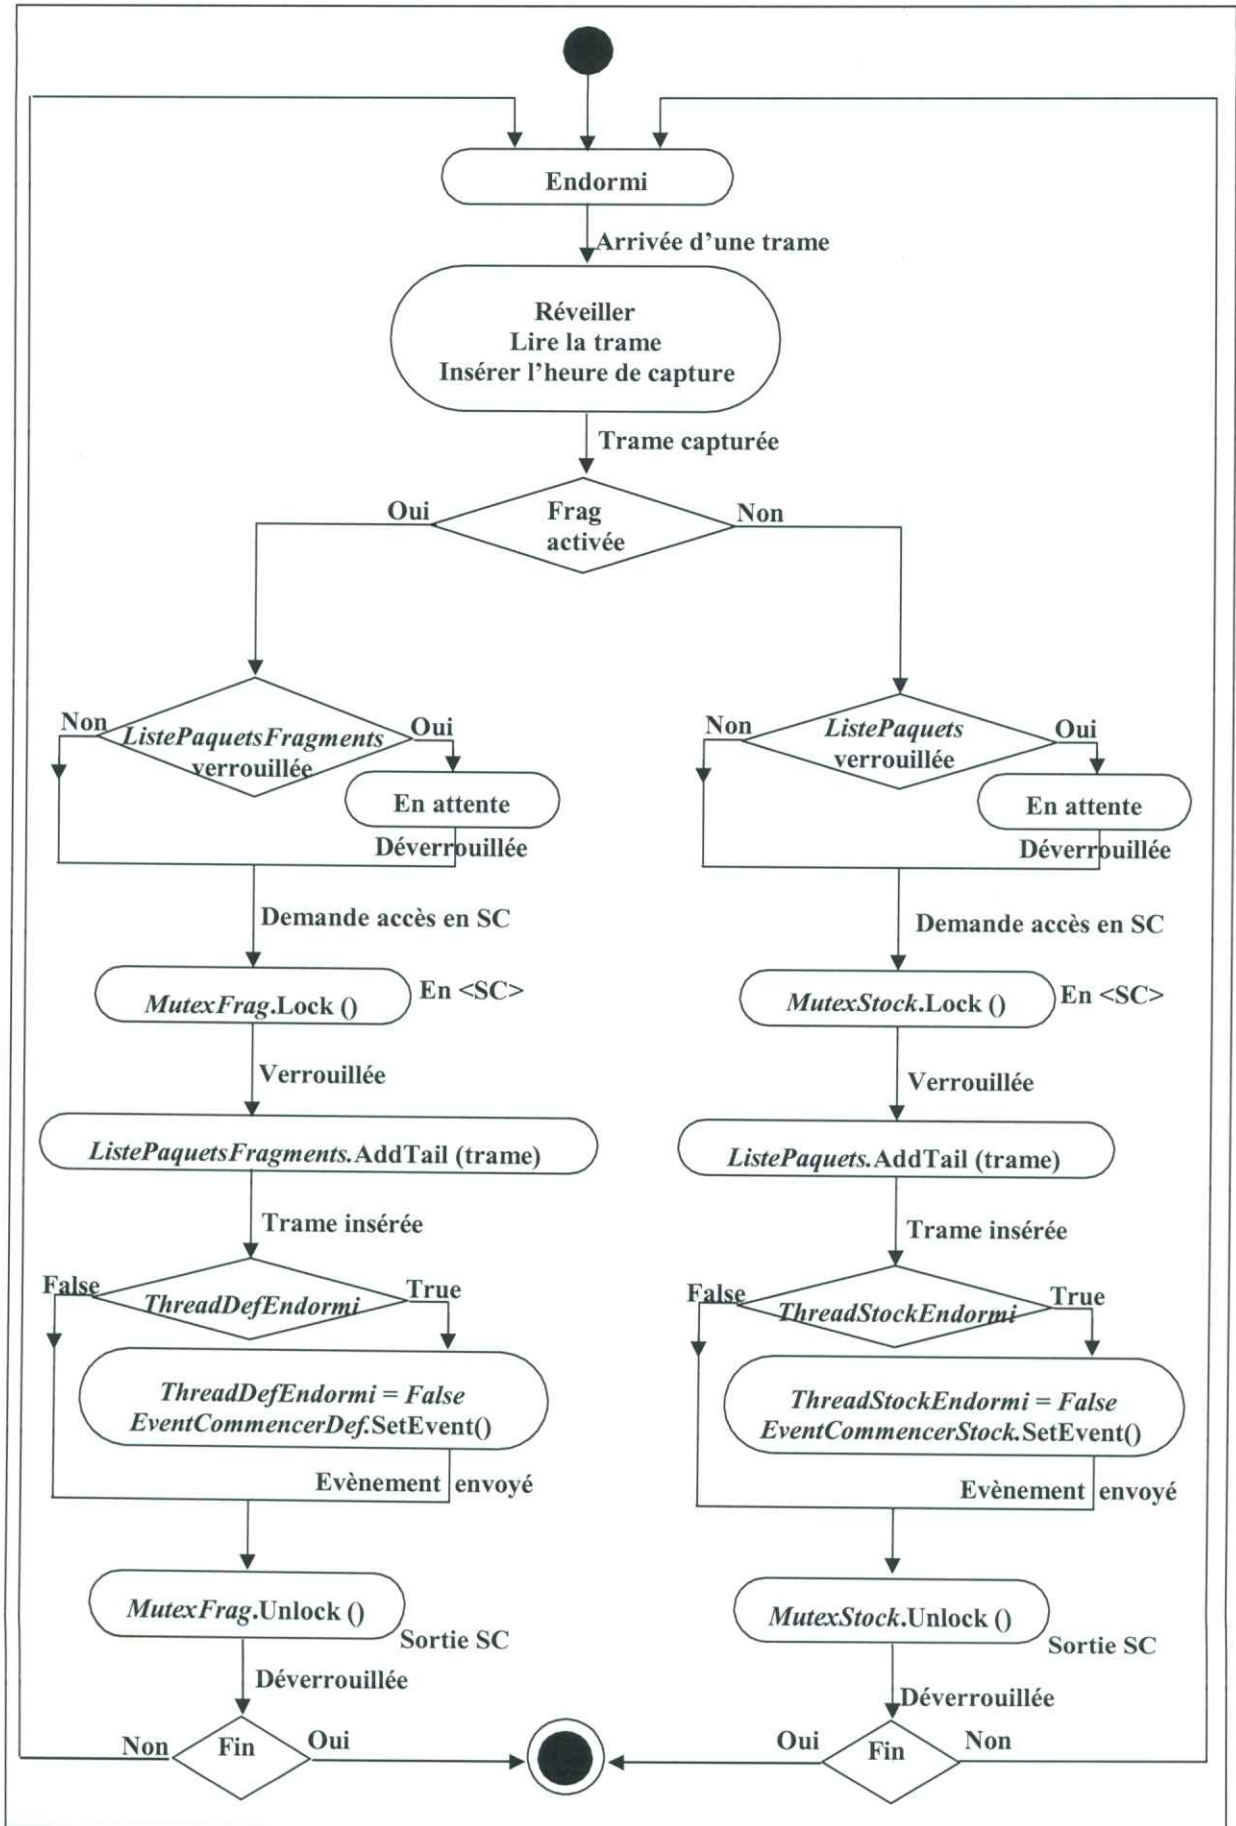 Endormi
Arrivée d'une trame
Réveiller
Lire la trame
Insérer l'heure de capture
Trame capturée
Oui
Frag
activée
Non
Non
ListePaquetsFragments
verrouillée
Oui
En attente
Déverrouillée
Non
ListePaquets
verrouillée
Oui
En attente
Déverrouillée
Demande accès en SC
Demande accès en SC
MutexFrag.Lock ()
En <SC>
MutexStock.Lock ()
En <SC>
Verrouillée
Verrouillée
ListePaquetsFragments.AddTail (trame)
ListePaquets.AddTail (trame)
Trame insérée
Trame insérée
False
ThreadDefEndormi
True
False
ThreadStockEndormi
True
ThreadDefEndormi = False
EventCommencerDef.SetEvent()
ThreadStockEndormi = False
EventCommencerStock.SetEvent()
Evènement envoyé
Evènement envoyé
MutexFrag.Unlock ()
Sortie SC
MutexStock.Unlock ()
Sortie SC
Déverrouillée
Déverrouillée
Non
Fin
Oui
Oui
Fin
Non